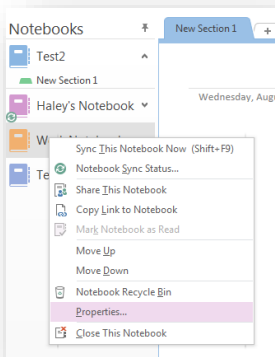 Notebooks
New Section 1
Test2
New Section 1
Wednesday, Augu
Haley's Notebook
Sync This Notebook Now (Shift+F9)
Notebook Sync Status...
Te
Share This Notebook
Copy Link to Notebook
Mark Notebook as Read
Move Up
Move Down
Notebook Recycle Bin
Properties...
Close This Notebook